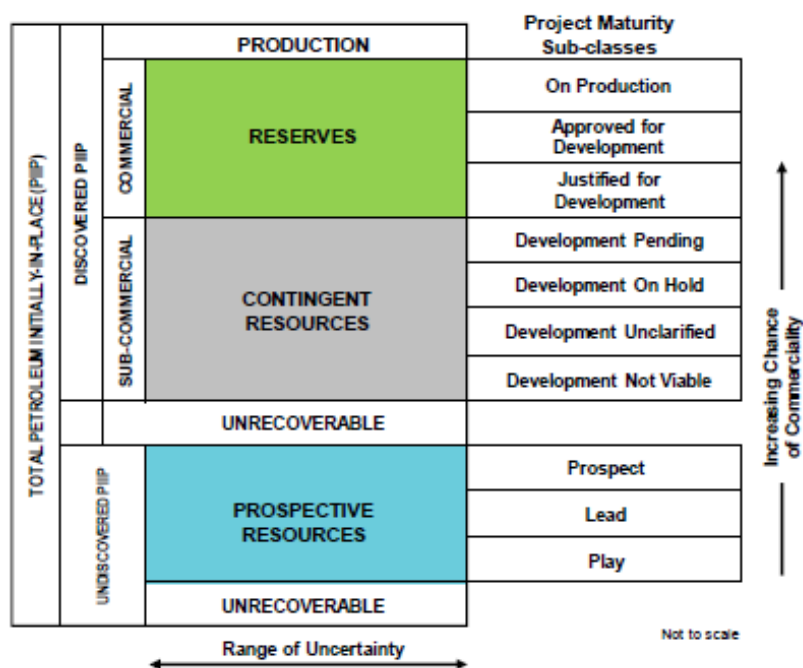 PRODUCTION
Project Maturity
Sub-classes
TOTAL PETROLEUM INITIALLY-IN-PLACE (PIIP)
DISCOVERED PIIP
COMMERCIAL
RESERVES
On Production
Approved for
Development
Justified for
Development
SUB-COMMERCIAL
CONTINGENT
RESOURCES
Development Pending
Development On Hold
Development Unclarified
Development Not Viable
UNRECOVERABLE
UNDISCOVERED PIIP
PROSPECTIVE
RESOURCES
Prospect
Lead
Play
UNRECOVERABLE
Increasing Chance
of Commerciality
Range of Uncertainty
Not to scale